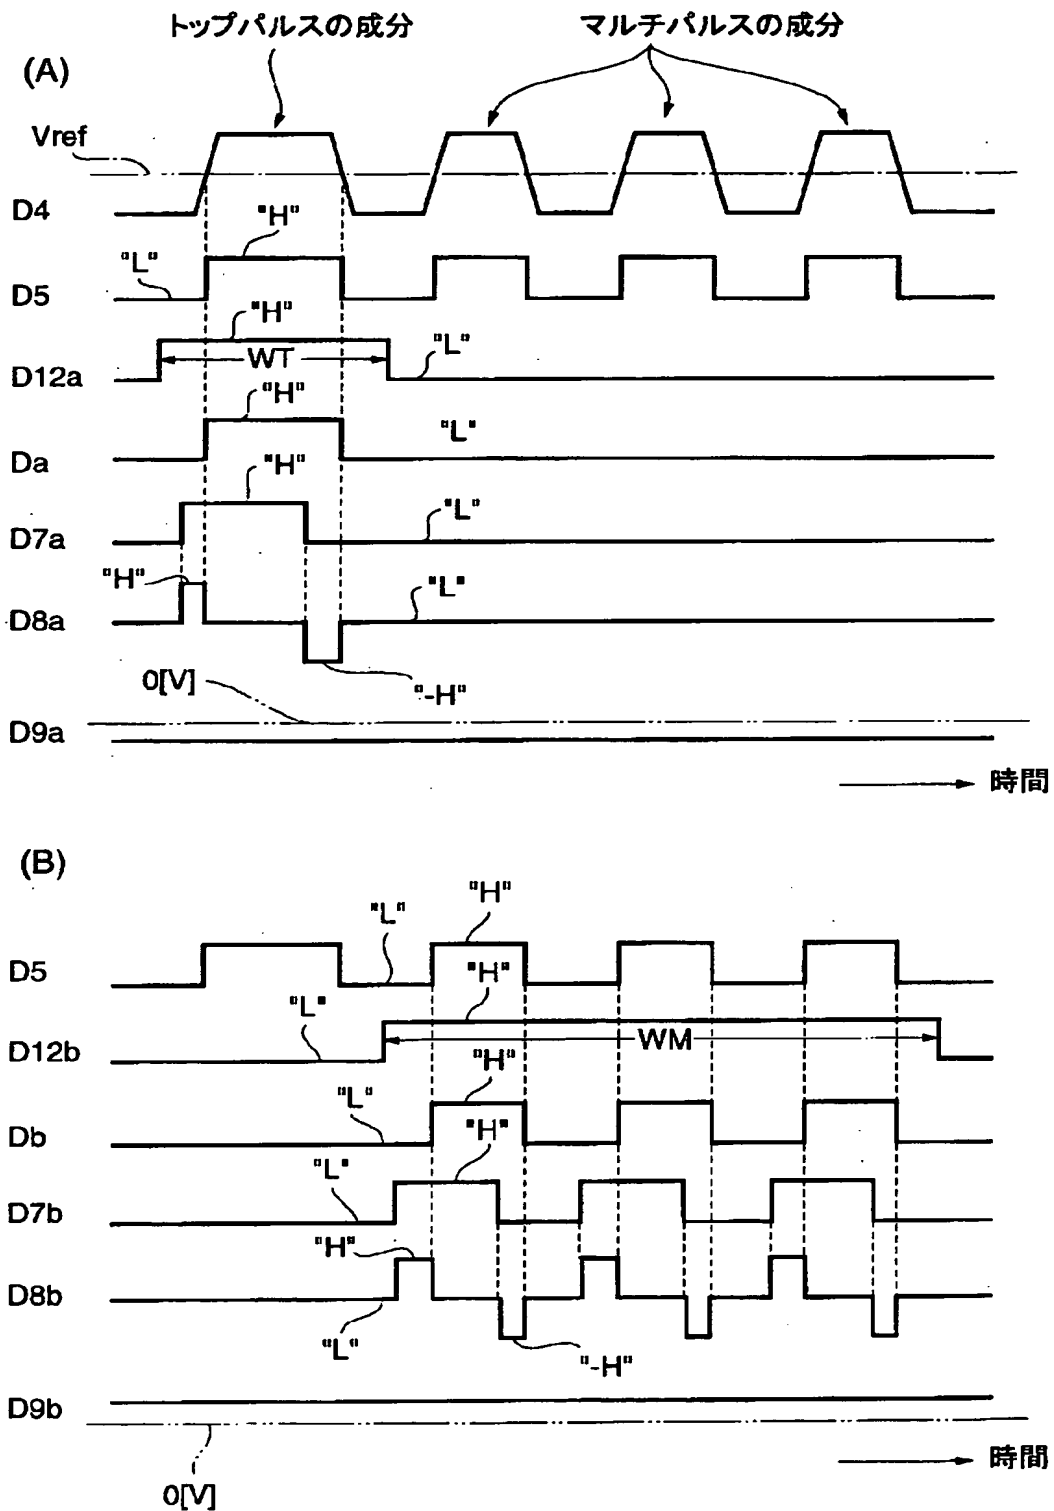 トップパルスの成分 マルチパルスの成分
(A)
Vref
D4
"H"
"L"
D5
"H"
WT
"L"
D12a
"H"
"L"
Da
"H"
"L"
D7a
"H"
"L"
D8a
"-H"
0[V]
D9a
時間
(B)
"H"
"L"
D5
"H"
"L"
WM
D12b
"H"
"L"
Db
"H"
"L"
D7b
"H"
D8b
"L"
"-H"
D9b
時間
0[V]